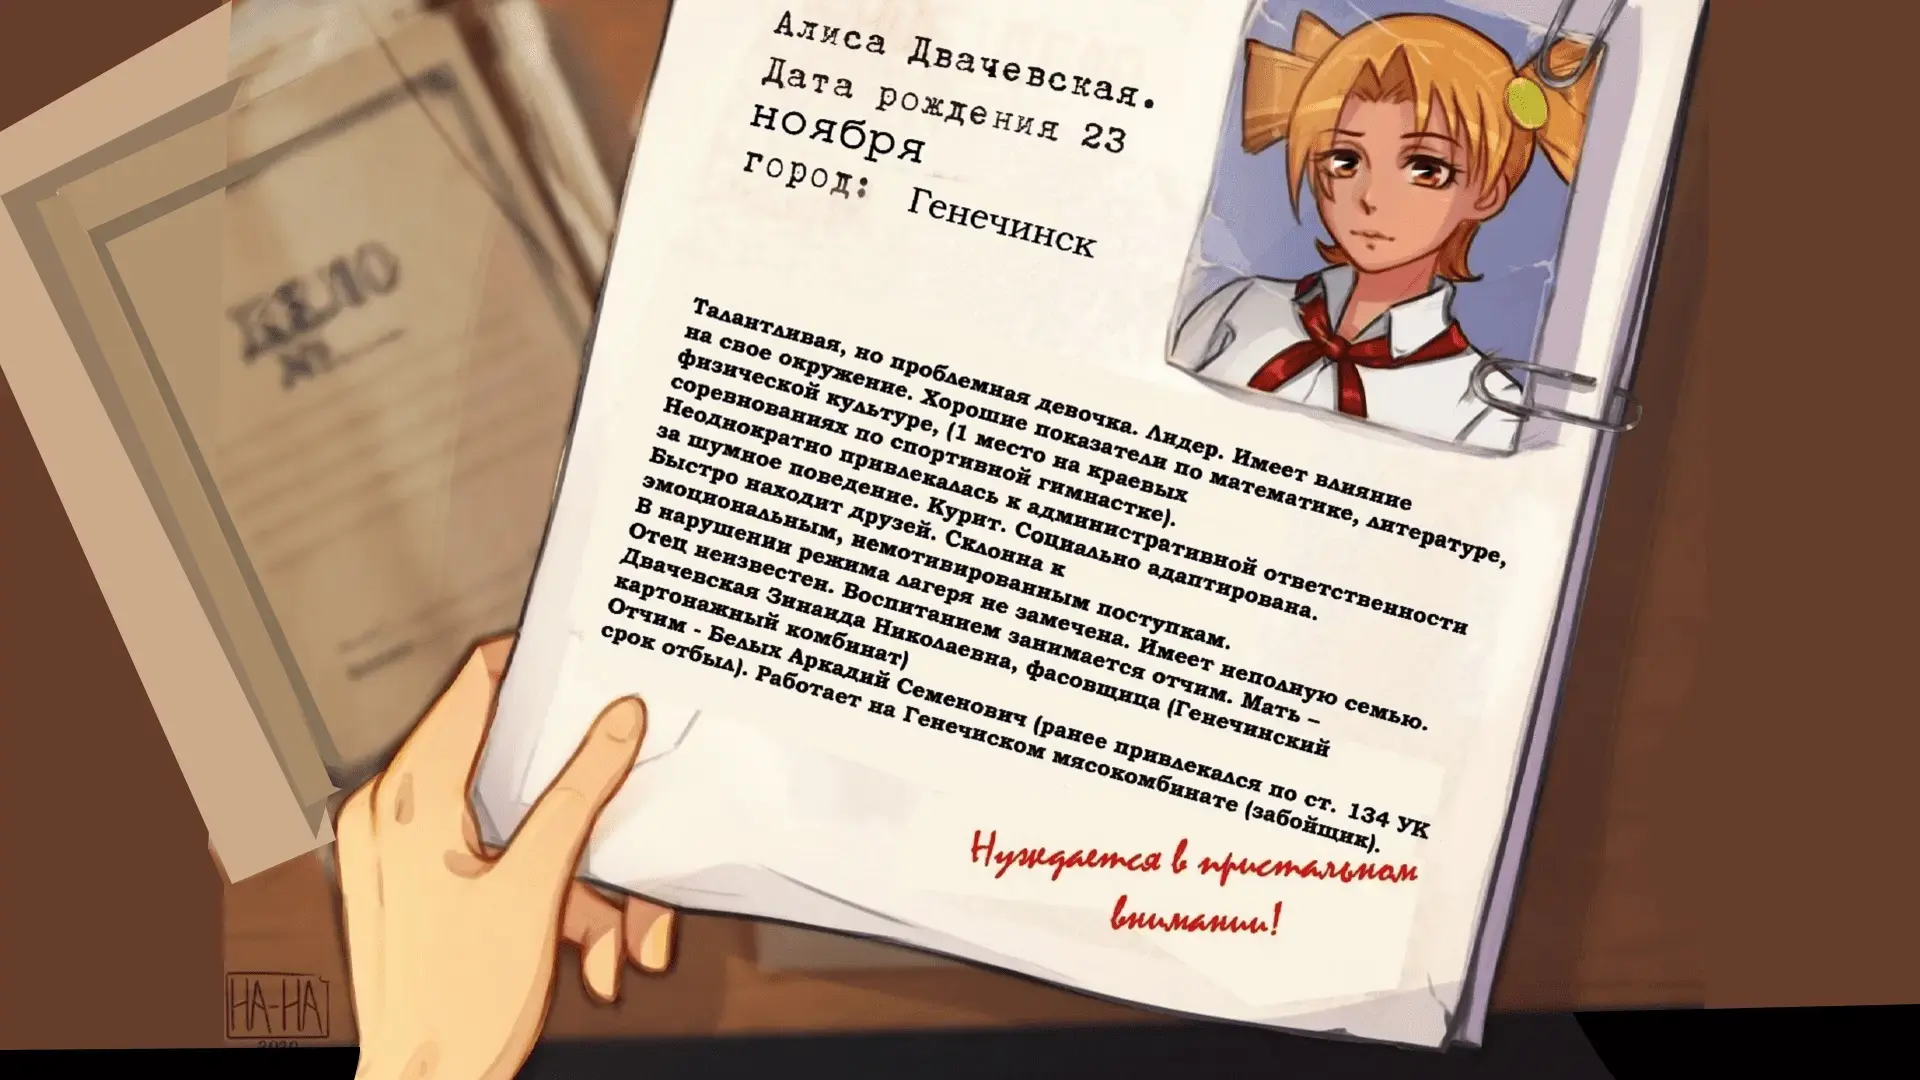 Алиса Двачевская.
Дата рождения 23
ноября
город: Генечинск
Талантливая, но проблемная девочка. Лидер. Имеет влияние
на свое окружение. Хорошие показатели по математике, литературе,
физической культуре, (1 место на краевых
соревнованиях по спортивной гимнастке).
Неоднократно привлекалась к административной ответственности
за шумное поведение. Курит. Социально адаптирована.
Быстро находит друзей. Склонна к
эмоциональным, немотивированным поступкам.
В нарушении режима лагеря не замечена. Имеет неполную семью.
Отец неизвестен. Воспитанием занимается отчим. Мать –
Двачевская Зинаида Николаевна, фасовщица (Генечинский
картонажный комбинат)
Отчим - Белых Аркадий Семенович (ранее привлекался по ст. 134 УК
срок отбыл). Работает на Генечиском мясокомбинате (забойщик).
Нуждается в пристальном
внимании!
ДЕЛО
№
НА-НА
2020